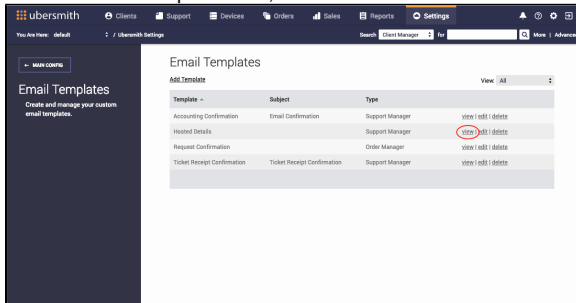 ubersmith
Clients
Support
Devices
Orders
Sales
Reports
Settings
You Are Here: default
/ Ubersmith Settings
Search
Client Manager
for
More | Advanced
← MAIN CONFIG
Email Templates
Create and manage your custom
email templates.
Email Templates
Add Template
View: All
Template Subject Type
Accounting Confirmation Email Confirmation Support Manager view | edit | delete
Hosted Details Support Manager view | edit | delete
Request Confirmation Order Manager view | edit | delete
Ticket Receipt Confirmation Ticket Receipt Confirmation Support Manager view | edit | delete